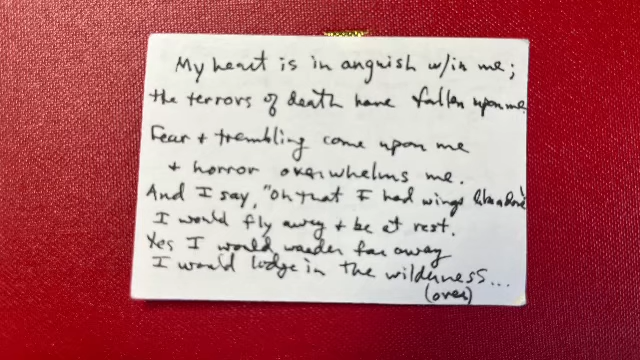 My heart is in anguish w/in me;
the terrors of death have fallen upon me.
Fear + trembling come upon me
+ horror overwhelms me.
And I say, "Oh that I had wings like a dove
I would fly away + be at rest.
Yes I would wander far away
I would lodge in the wilderness...
(over)